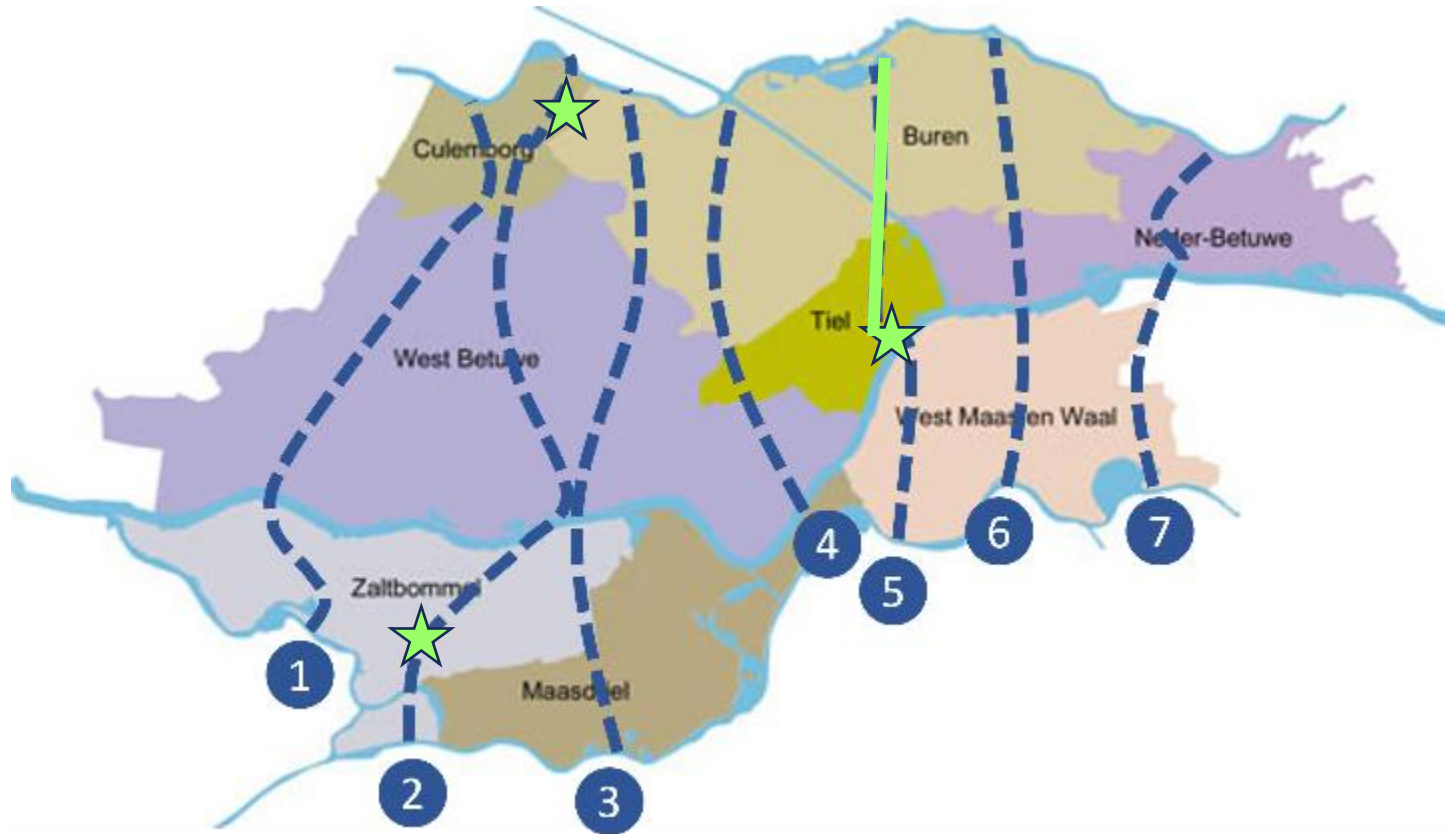 Culemborg
Buren
Neder-Betuwe
Tiel
West Betuwe
West Maas en Waal
Zaltbommel
Maasdriel
1
2
3
4
5
6
7